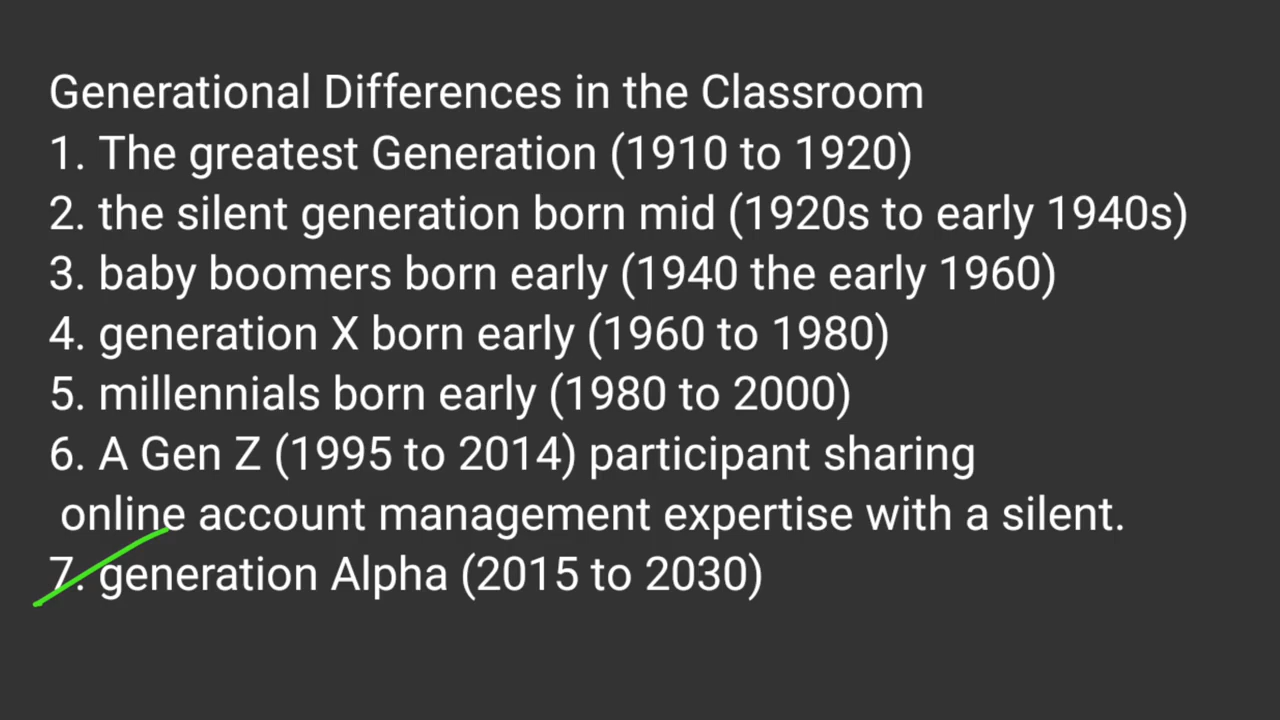 Generational Differences in the Classroom
1. The greatest Generation (1910 to 1920)
2. the silent generation born mid (1920s to early 1940s)
3. baby boomers born early (1940 the early 1960)
4. generation X born early (1960 to 1980)
5. millennials born early (1980 to 2000)
6. A Gen Z (1995 to 2014) participant sharing
online account management expertise with a silent.
7. generation Alpha (2015 to 2030)